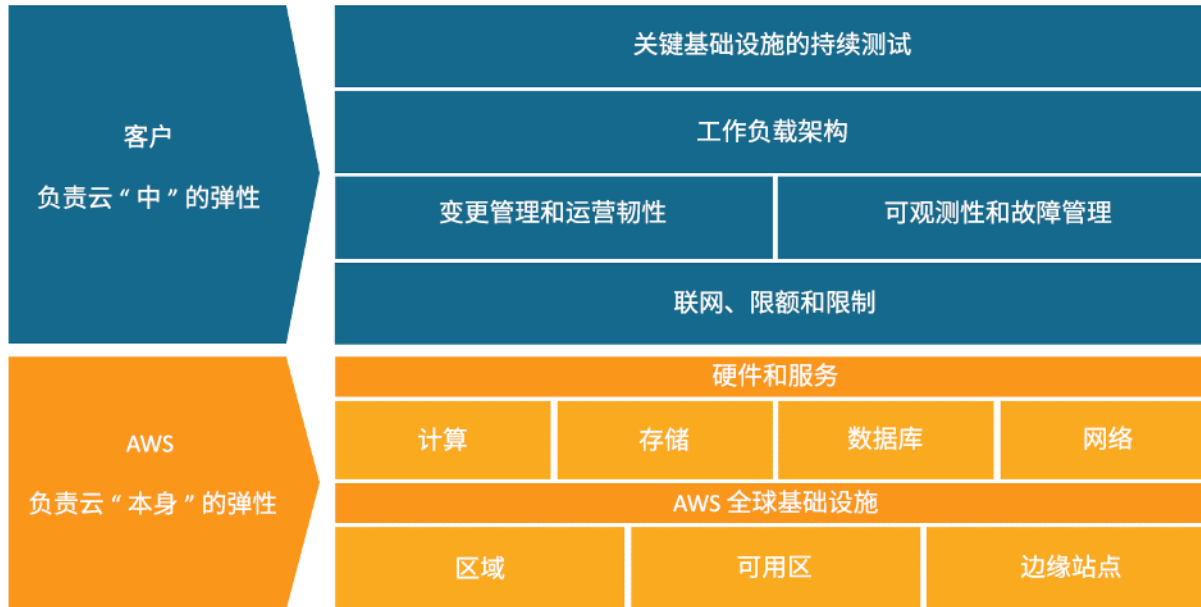 客户
负责云 “ 中 ” 的弹性
关键基础设施的持续测试
工作负载架构
变更管理和运营韧性
可观测性和故障管理
联网、限额和限制
AWS
负责云 “ 本身 ” 的弹性
硬件和服务
计算
存储
数据库
网络
AWS 全球基础设施
区域
可用区
边缘站点